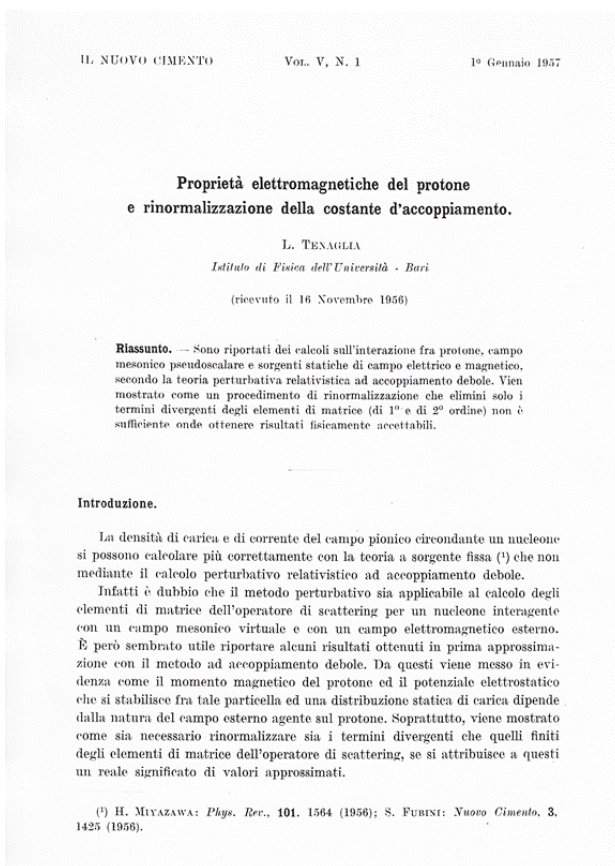 IL NUOVO CIMENTO VOL. V, N. 1 1º Gennaio 1957
Proprietà elettromagnetiche del protone
e rinormalizzazione della costante d'accoppiamento.
L. TENAGLIA
Istituto di Fisica dell'Università - Bari
(ricevuto il 16 Novembre 1956)
Riassunto. — Sono riportati dei calcoli sull'interazione fra protone, campo
mesonico pseudoscalare e sorgenti statiche di campo elettrico e magnetico,
secondo la teoria perturbativa relativistica ad accoppiamento debole. Vien
mostrato come un procedimento di rinormalizzazione che elimini solo i
termini divergenti degli elementi di matrice (di 1º e di 2º ordine) non è
sufficiente onde ottenere risultati fisicamente accettabili.
Introduzione.
La densità di carica e di corrente del campo pionico circondante un nucleone
si possono calcolare più correttamente con la teoria a sorgente fissa (¹) che non
mediante il calcolo perturbativo relativistico ad accoppiamento debole.
Infatti è dubbio che il metodo perturbativo sia applicabile al calcolo degli
elementi di matrice dell'operatore di scattering per un nucleone interagente
con un campo mesonico virtuale e con un campo elettromagnetico esterno.
È però sembrato utile riportare alcuni risultati ottenuti in prima approssima-
zione con il metodo ad accoppiamento debole. Da questi viene messo in evi-
denza come il momento magnetico del protone ed il potenziale elettrostatico
che si stabilisce fra tale particella ed una distribuzione statica di carica dipende
dalla natura del campo esterno agente sul protone. Soprattutto, viene mostrato
come sia necessario rinormalizzare sia i termini divergenti che quelli finiti
degli elementi di matrice dell'operatore di scattering, se si attribuisce a questi
un reale significato di valori approssimati.
(¹) H. MIYAZAWA: Phys. Rev., 101, 1564 (1956); S. FUBINI: Nuovo Cimento, 3,
1425 (1956).